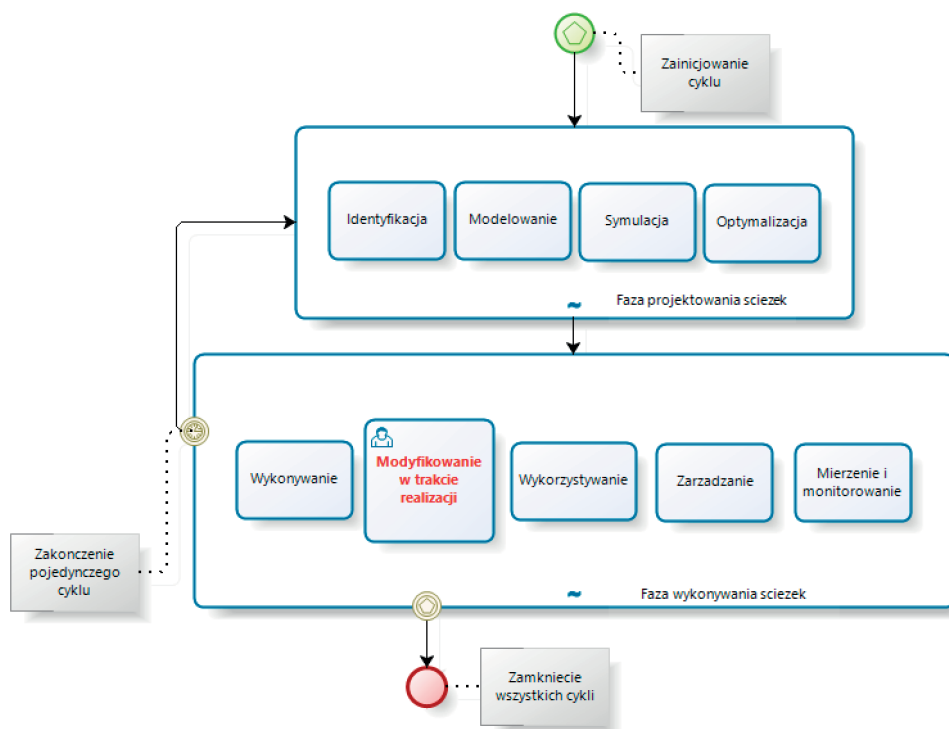 Zainicjowanie
cyklu
Identyfikacja
Modelowanie
Symulacja
Optymalizacja
Faza projektowania sciezek
Wykonywanie
Modyfikowanie
w trakcie
realizacji
Wykorzystywanie
Zarzadzanie
Mierzenie i
monitorowanie
Zakonczenie
pojedynczego
cyklu
Faza wykonywania sciezek
Zamkniecie
wszystkich cykli